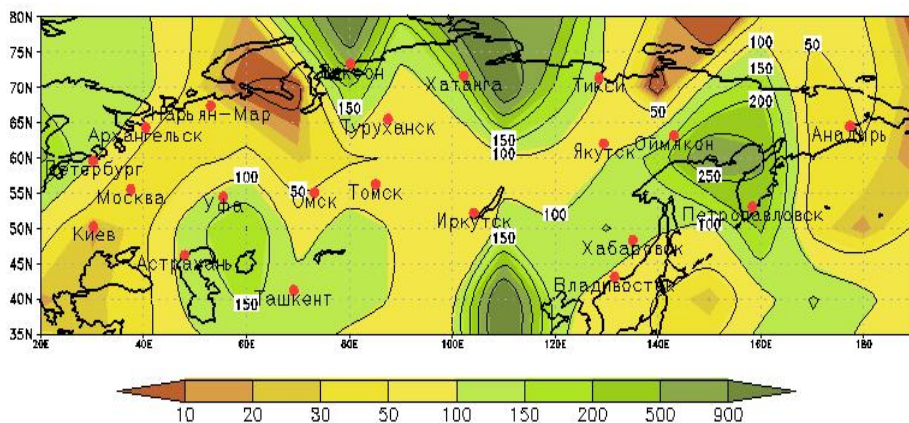 80N
75N
70N
65N
60N
55N
50N
45N
40N
35N
20E 40E 60E 80E 100E 120E 140E 160E 180
Хатанга
Тикси
Нарьян-Мар
Архангельск
Туруханск
Якутск
Оймякон
Анадырь
Москва
Уфа
Омск
Томск
Иркутск
Петропавловск
Киев
Хабаровск
Астрахань
Владивосток
Ташкент
100
50
150
200
150
150
100
50
100
50
250
100
150
100
150
10 20 30 50 100 150 200 500 900